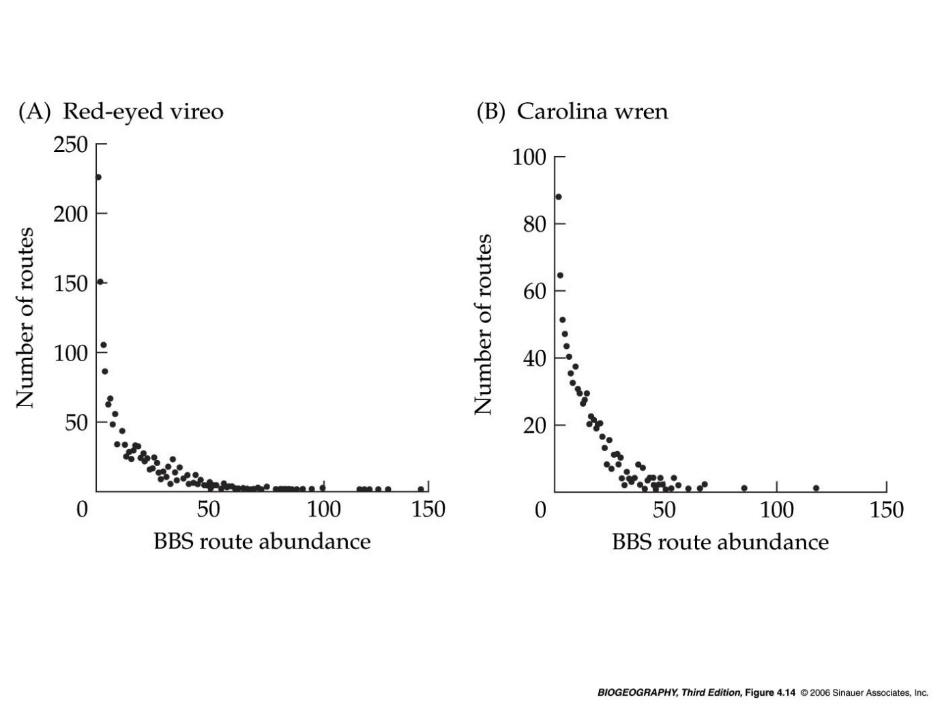 (A) Red-eyed vireo
250
200
150
100
50
0
50
100
150
Number of routes
BBS route abundance
(B) Carolina wren
100
80
60
40
20
0
50
100
150
Number of routes
BBS route abundance
BIOGEOGRAPHY, Third Edition, Figure 4.14 © 2006 Sinauer Associates, Inc.